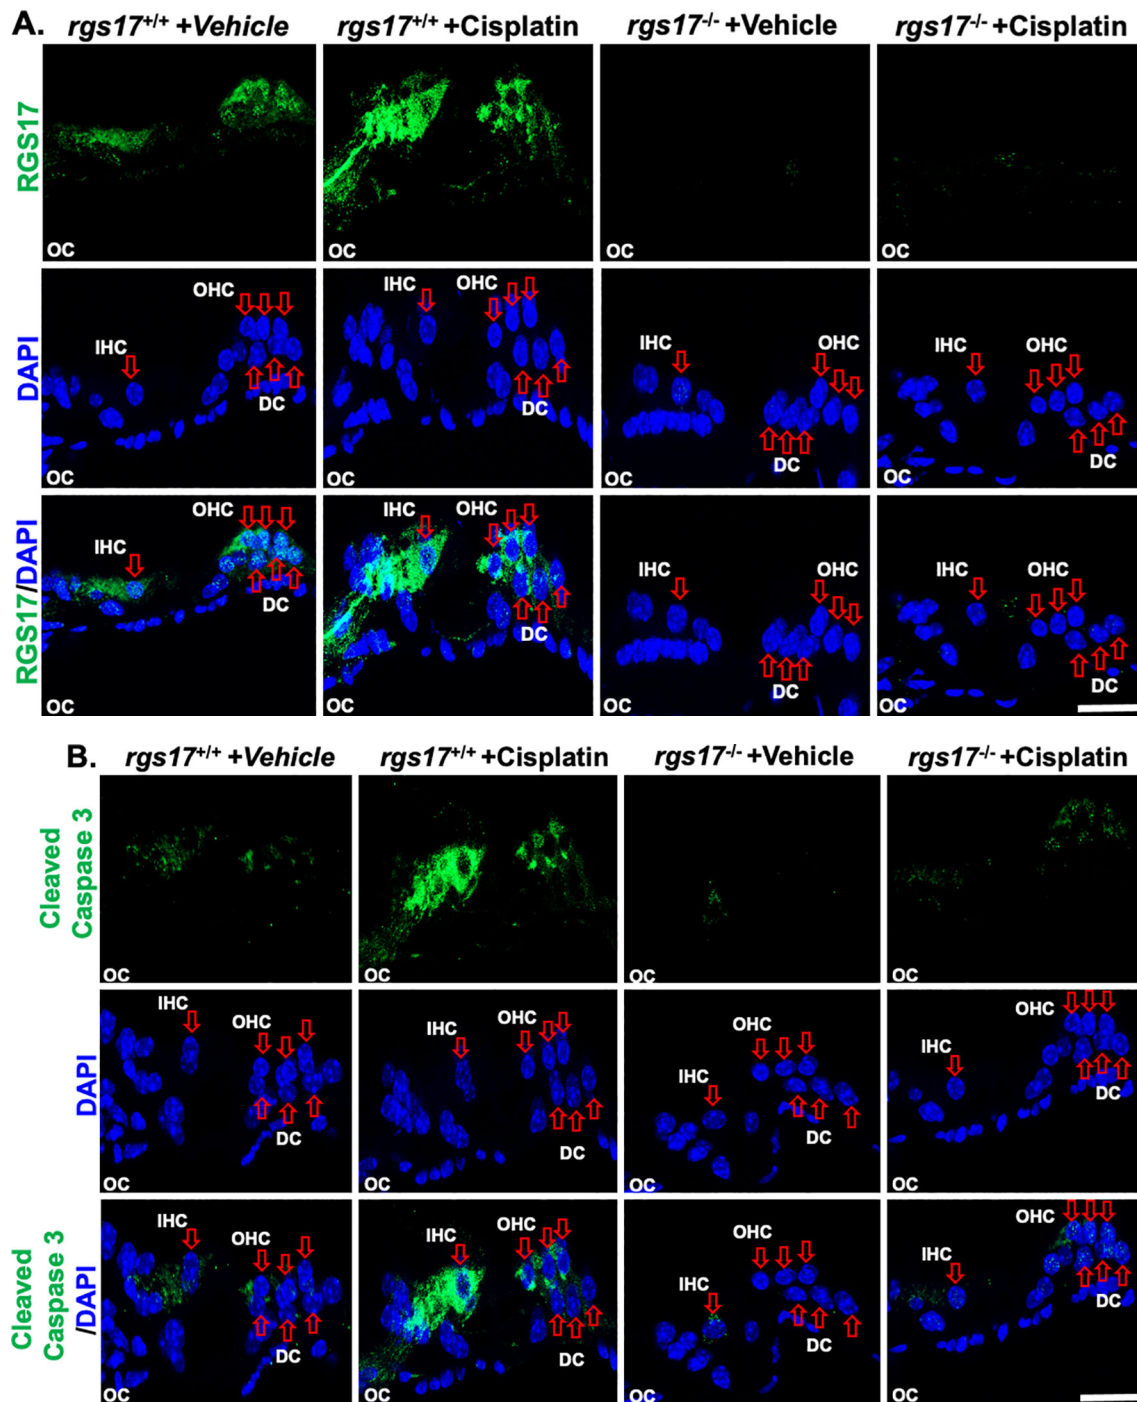 A.
rgs17+/+ +Vehicle rgs17+/+ +Cisplatin rgs17-/- +Vehicle rgs17-/- +Cisplatin
RGS17
OC OC OC OC
DAPI
IHC OHC DC OC
IHC OHC DC OC
IHC OHC DC OC
IHC OHC DC OC
RGS17/DAPI
IHC OHC DC OC
IHC OHC DC OC
IHC OHC DC OC
IHC OHC DC OC
B.
rgs17+/+ +Vehicle rgs17+/+ +Cisplatin rgs17-/- +Vehicle rgs17-/- +Cisplatin
Cleaved
Caspase 3
OC OC OC OC
DAPI
IHC OHC DC OC
IHC OHC DC OC
OHC IHC DC OC
OHC IHC DC OC
Cleaved
Caspase 3
/DAPI
IHC OHC DC OC
IHC OHC DC OC
OHC IHC DC OC
OHC IHC DC OC